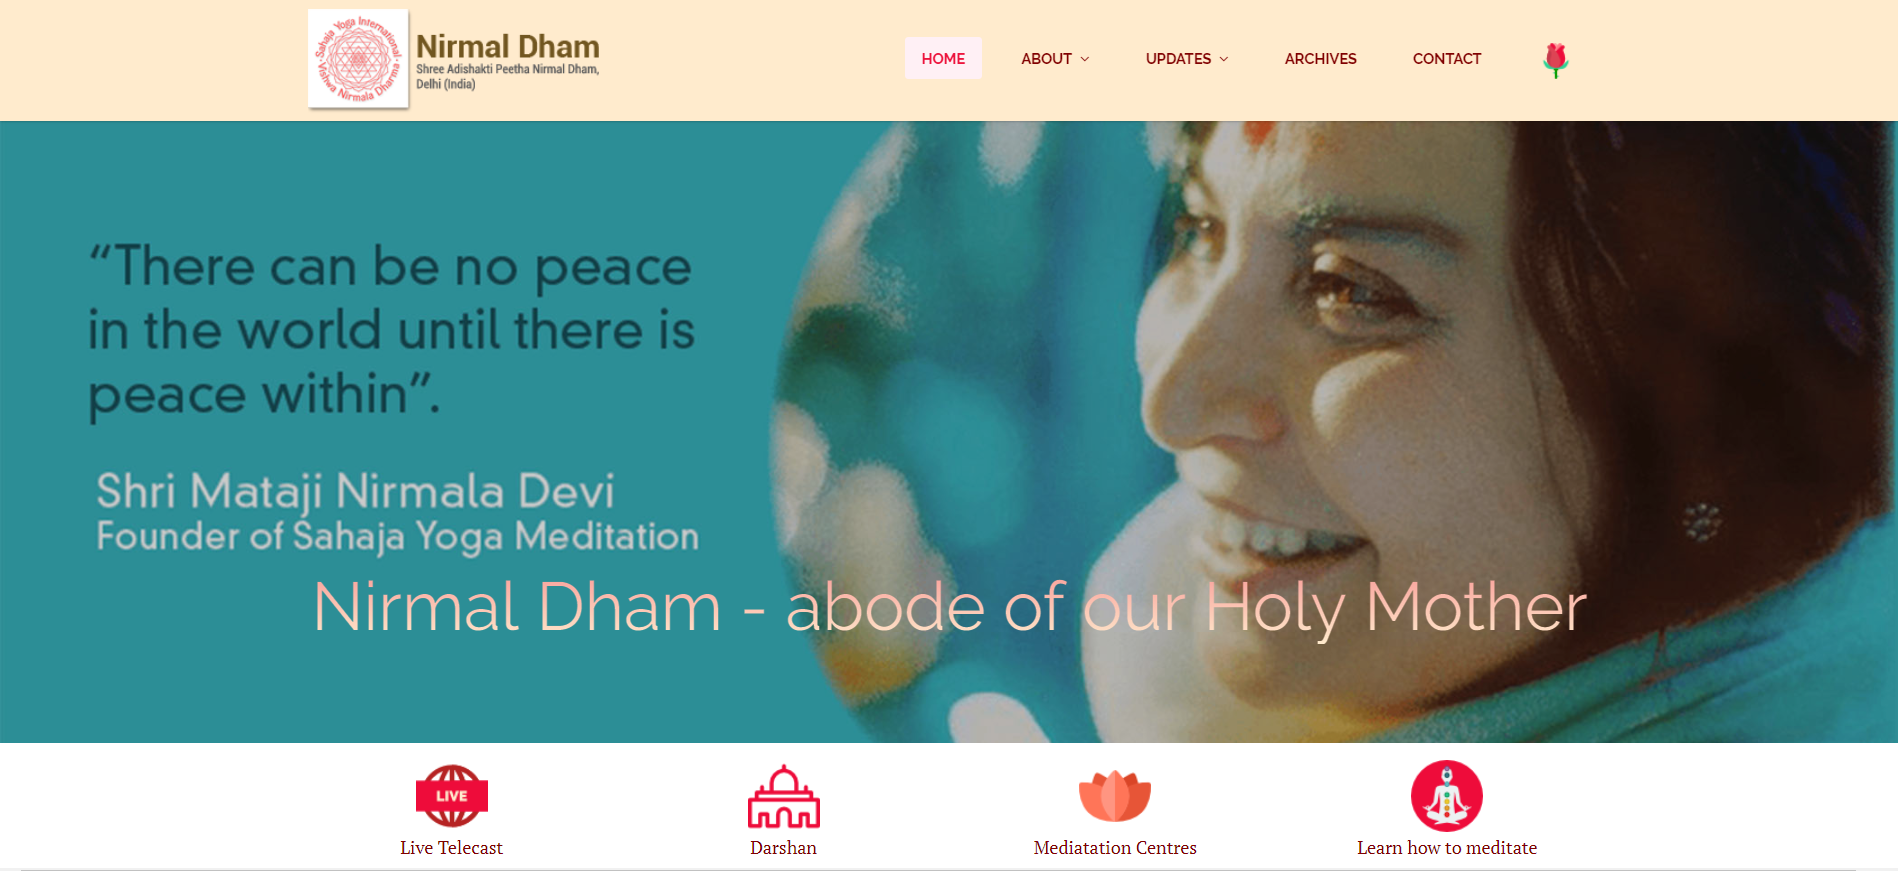 Sahaja Yoga International
Vishwa Nirmala Dharma
Nirmal Dham
Shree Adishakti Peetha Nirmal Dham,
Delhi (India)
HOME
ABOUT
UPDATES
ARCHIVES
CONTACT
“There can be no peace
in the world until there is
peace within”.
Shri Mataji Nirmala Devi
Founder of Sahaja Yoga Meditation
Nirmal Dham - abode of our Holy Mother
LIVE
Live Telecast
Darshan
Mediatation Centres
Learn how to meditate